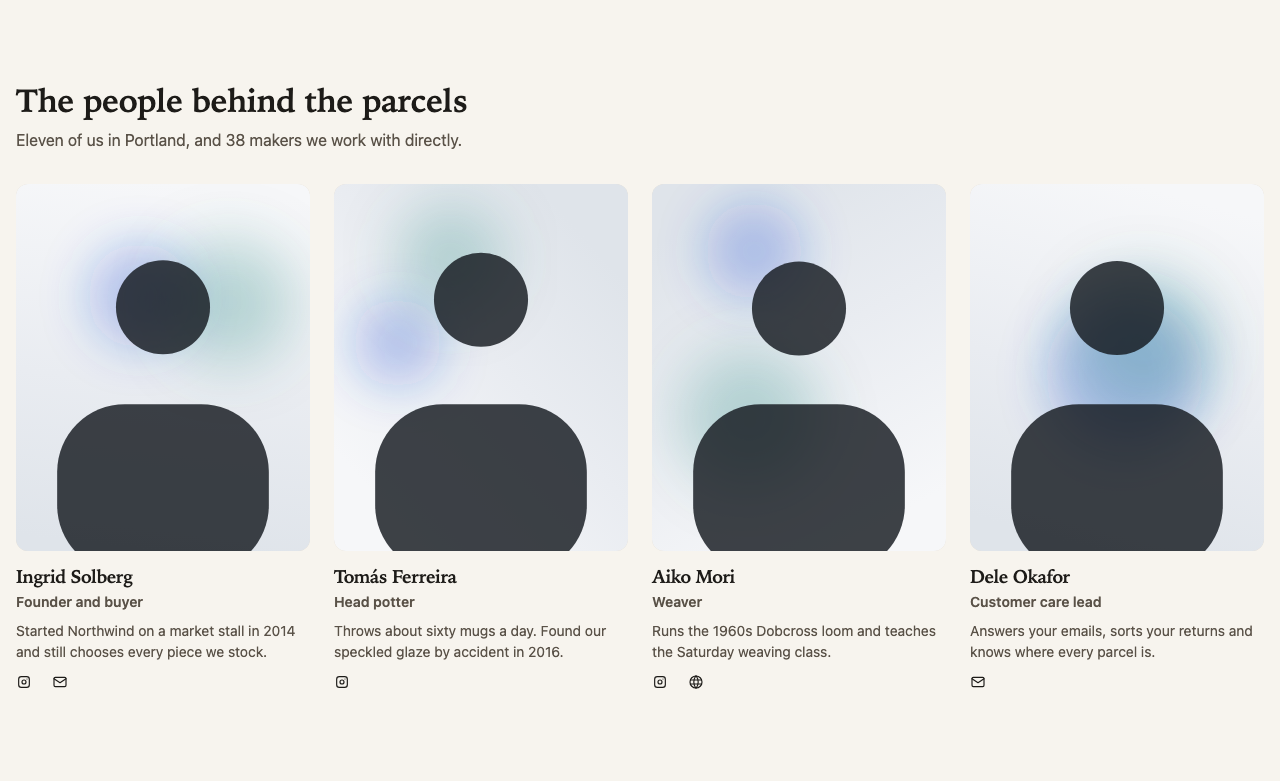 The people behind the parcels
Eleven of us in Portland, and 38 makers we work with directly.
Ingrid Solberg
Founder and buyer
Started Northwind on a market stall in 2014
and still chooses every piece we stock.
Tomás Ferreira
Head potter
Throws about sixty mugs a day. Found our
speckled glaze by accident in 2016.
Aiko Mori
Weaver
Runs the 1960s Dobcross loom and teaches
the Saturday weaving class.
Dele Okafor
Customer care lead
Answers your emails, sorts your returns and
knows where every parcel is.